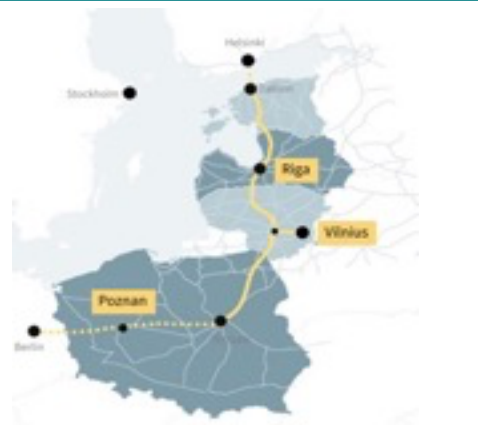 Helsinki
Tallinn
Stockholm
Riga
Vilnius
Poznan
Berlin